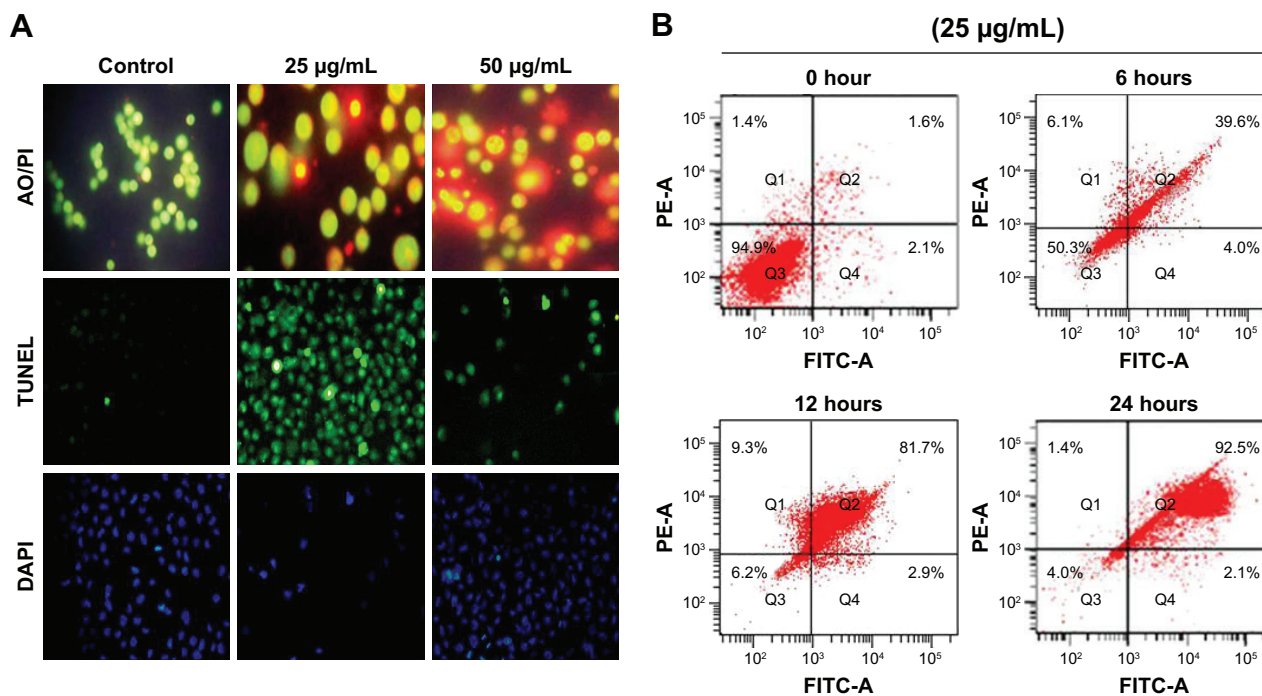 A
Control 25 µg/mL 50 µg/mL
AO/PI
TUNEL
DAPI
B
(25 µg/mL)
0 hour
PE-A
10⁵
10⁴
10³
10²
1.4% 1.6%
Q1 Q2
94.9% 2.1%
Q3 Q4
10² 10³ 10⁴ 10⁵
FITC-A
6 hours
PE-A
10⁵
10⁴
10³
10²
6.1% 39.6%
Q1 Q2
50.3% 4.0%
Q3 Q4
10² 10³ 10⁴ 10⁵
FITC-A
12 hours
PE-A
10⁵
10⁴
10³
10²
9.3% 81.7%
Q1 Q2
6.2% 2.9%
Q3 Q4
10² 10³ 10⁴ 10⁵
FITC-A
24 hours
PE-A
10⁵
10⁴
10³
10²
1.4% 92.5%
Q1 Q2
4.0% 2.1%
Q3 Q4
10² 10³ 10⁴ 10⁵
FITC-A